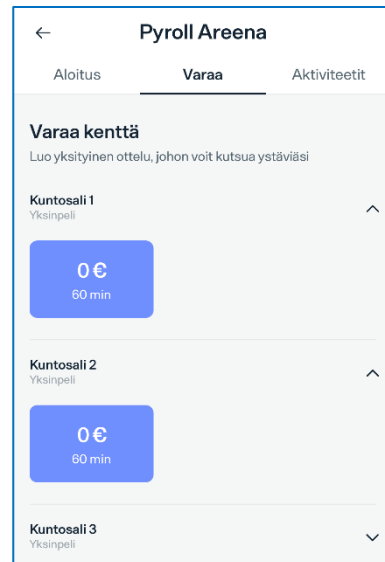 Pyroll Areena
Aloitus Varaa Aktiviteetit
Varaa kenttä
Luo yksityinen ottelu, johon voit kutsua ystäviäsi
Kuntosali 1
Yksinpeli
0 €
60 min
Kuntosali 2
Yksinpeli
0 €
60 min
Kuntosali 3
Yksinpeli